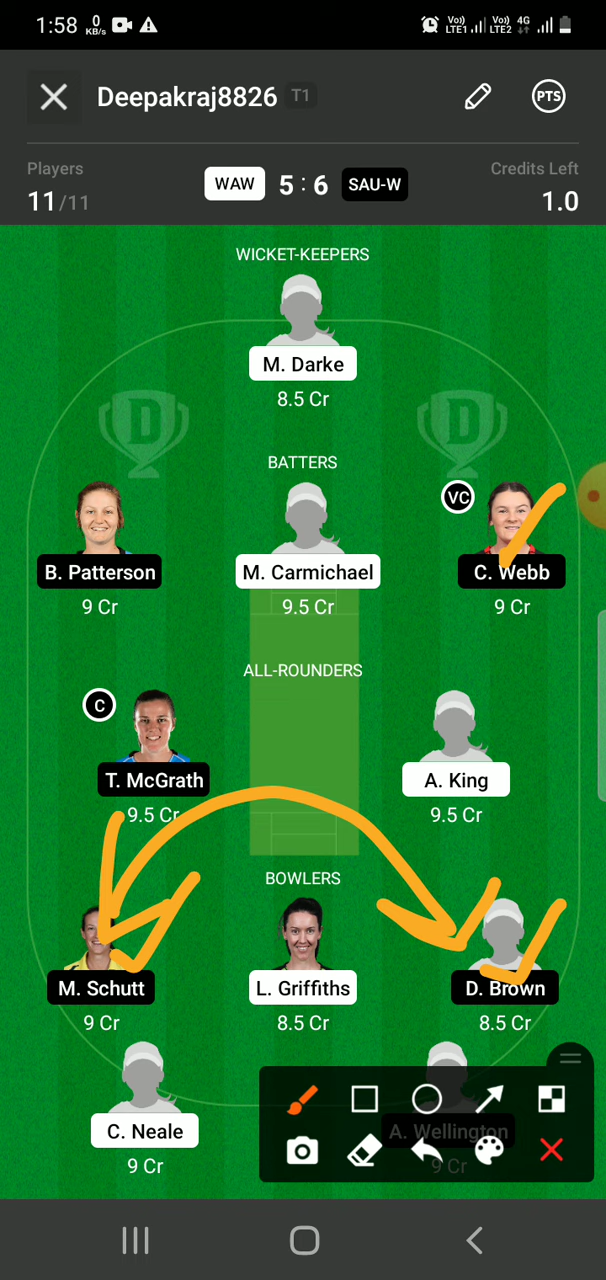 1:58 0 KB/s Vo)) LTE1 Vo)) LTE2 4G
Deepakraj8826 T1 PTS
Players Credits Left
11/11 WAW 5 : 6 SAU-W 1.0
WICKET-KEEPERS
M. Darke
8.5 Cr
D D
BATTERS
VC
B. Patterson M. Carmichael C. Webb
9 Cr 9.5 Cr 9 Cr
ALL-ROUNDERS
C
T. McGrath A. King
9.5 Cr 9.5 Cr
BOWLERS
M. Schutt L. Griffiths D. Brown
9 Cr 8.5 Cr 8.5 Cr
C. Neale A. Wellington
9 Cr 9 Cr